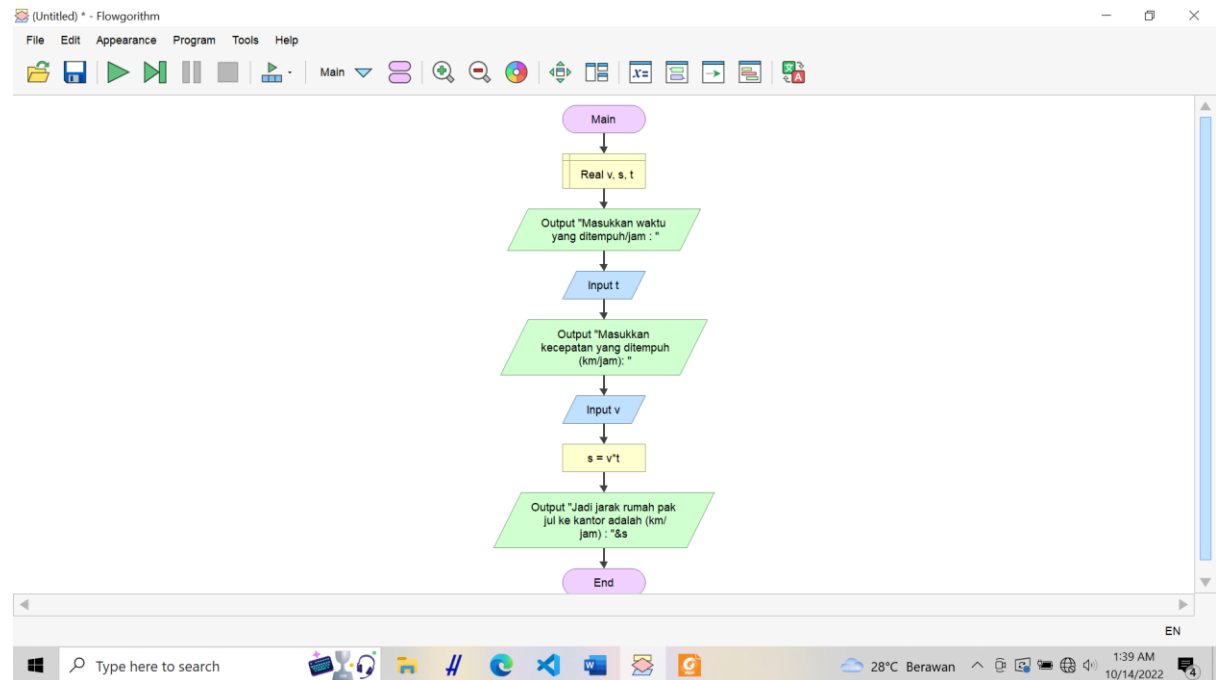 (Untitled) * - Flowgorithm
File Edit Appearance Program Tools Help
Main
Main
Real v, s, t
Output "Masukkan waktu
yang ditempuh/jam : "
Input t
Output "Masukkan
kecepatan yang ditempuh
(km/jam): "
Input v
s = v*t
Output "Jadi jarak rumah pak
jul ke kantor adalah (km/
jam) : "&s
End
EN
Type here to search
28°C Berawan
1:39 AM
10/14/2022
4